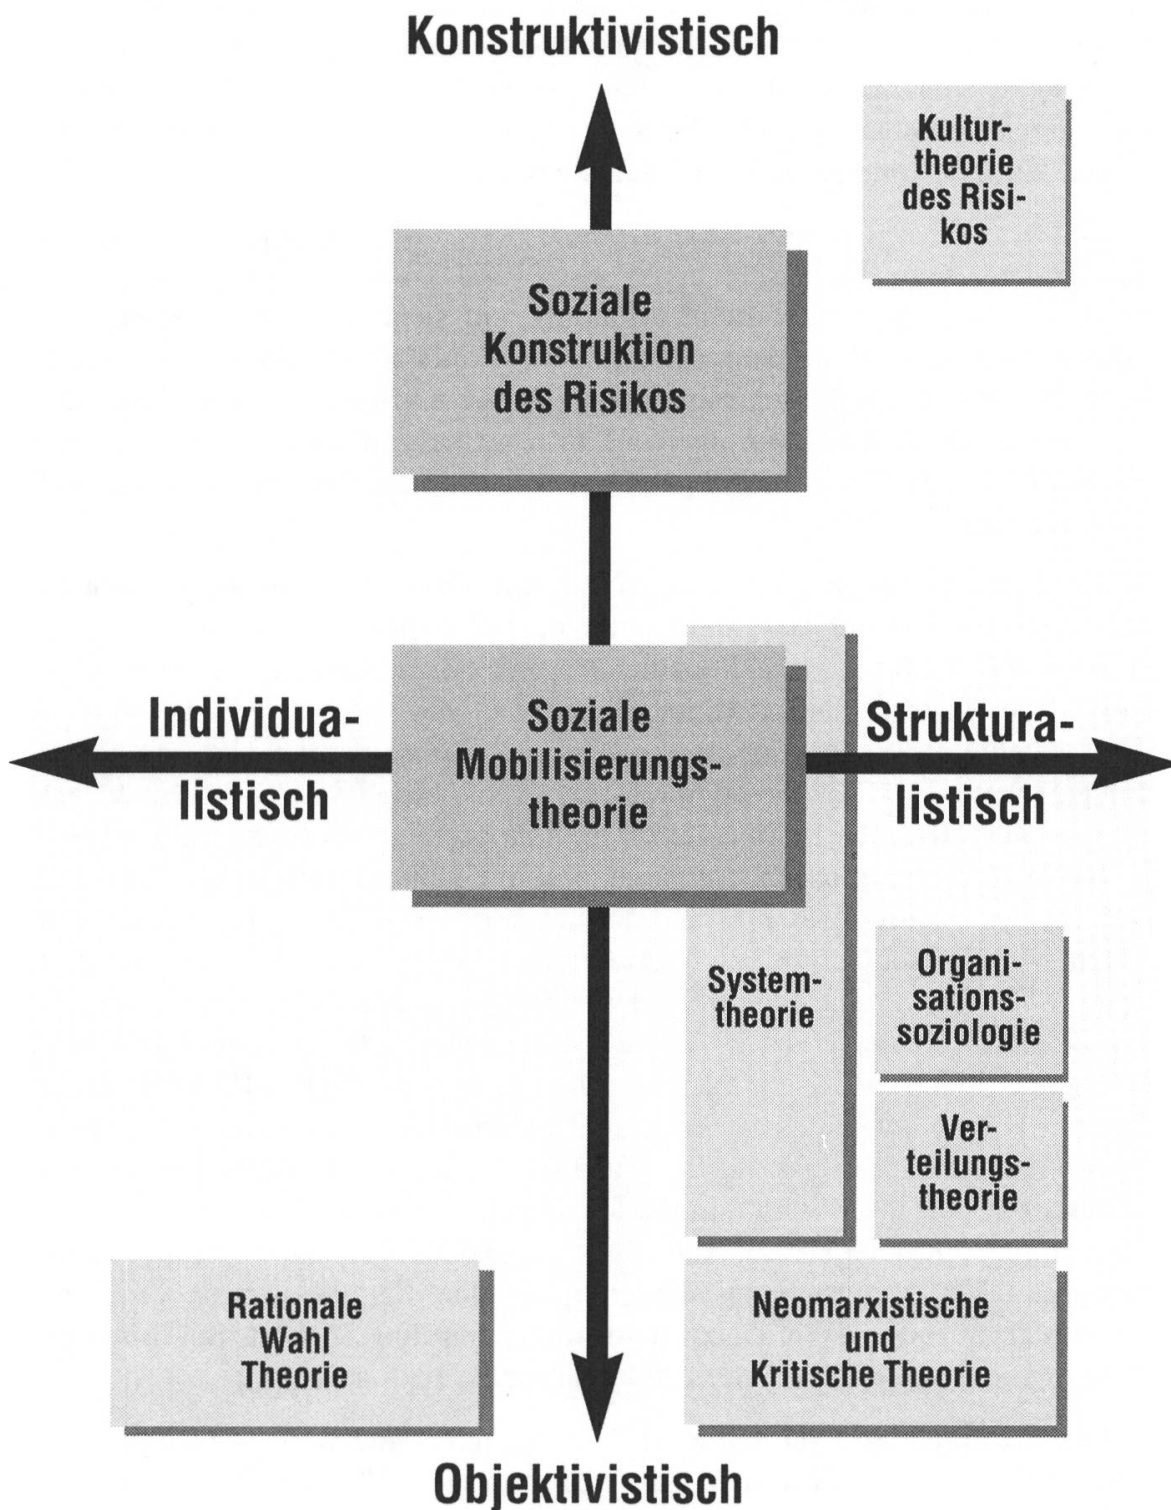 Konstruktivistisch
Kultur-
theorie
des Risi-
kos
Soziale
Konstruktion
des Risikos
Individua-
listisch
Soziale
Mobilisierungs-
theorie
Struktura-
listisch
System-
theorie
Organi-
sations-
soziologie
Ver-
teilungs-
theorie
Rationale
Wahl
Theorie
Neomarxistische
und
Kritische Theorie
Objektivistisch